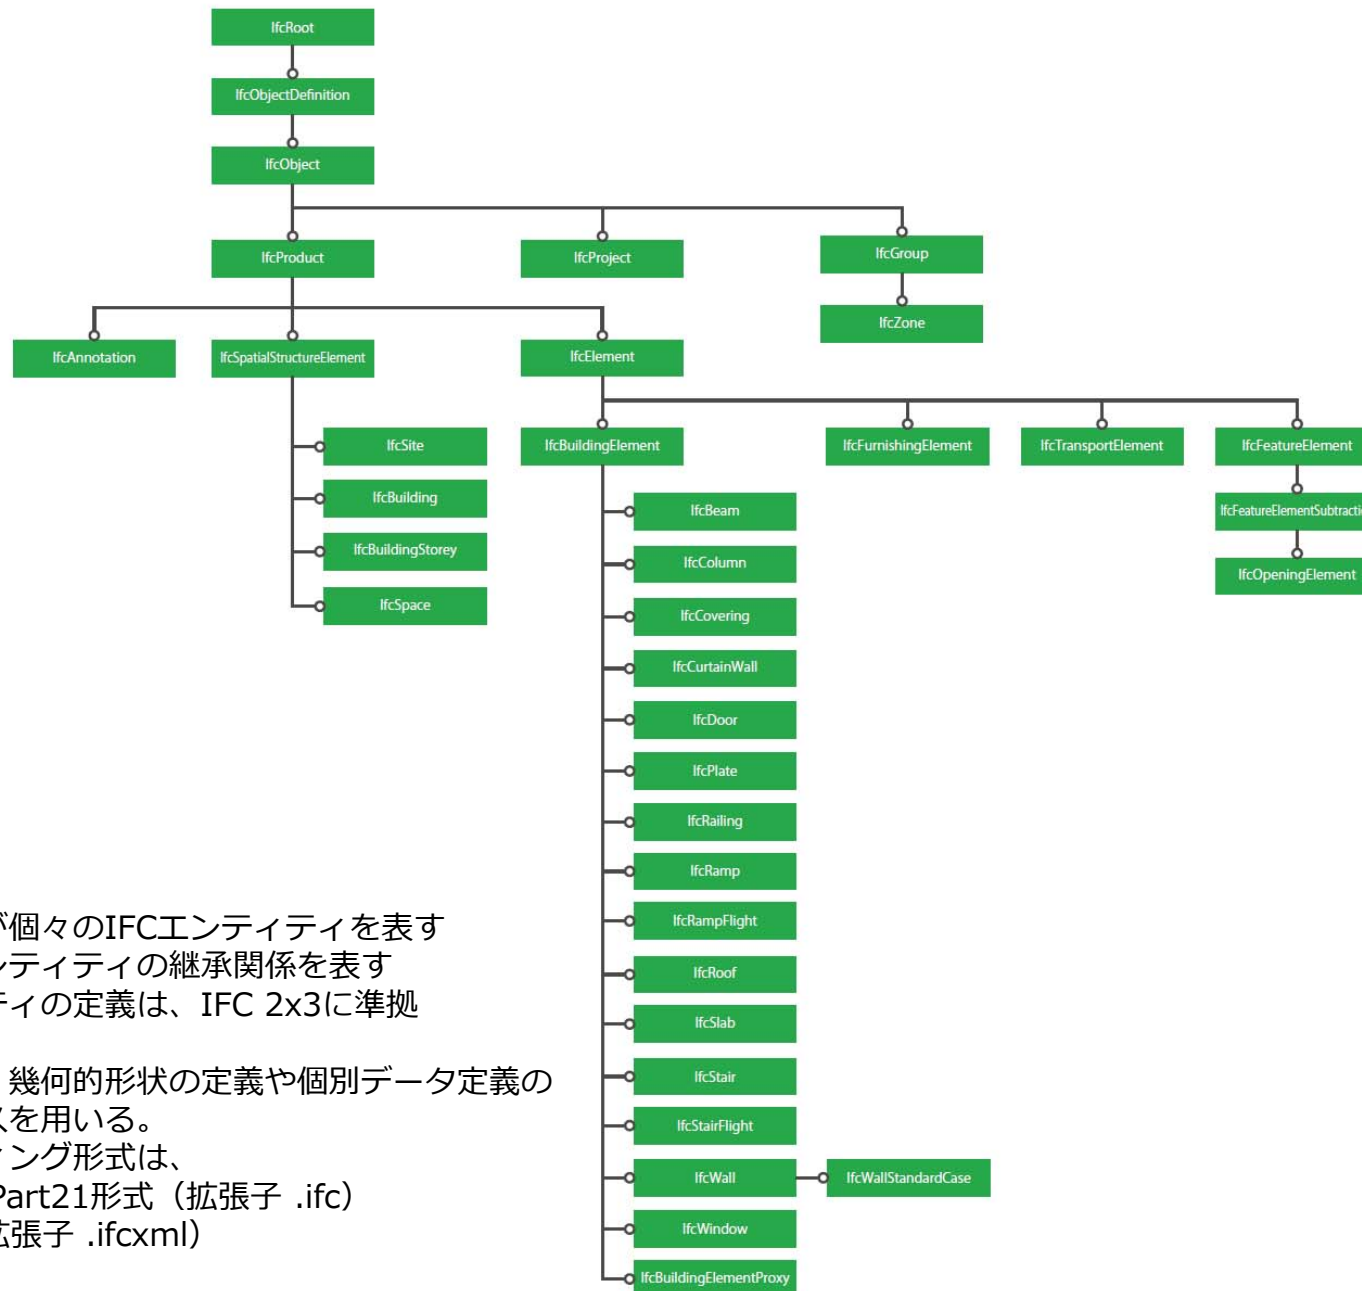 IfcRoot
IfcObjectDefinition
IfcObject
IfcProduct
IfcProject
IfcGroup
IfcZone
IfcAnnotation
IfcSpatialStructureElement
IfcElement
IfcSite
IfcBuilding
IfcBuildingStorey
IfcSpace
IfcBuildingElement
IfcFurnishingElement
IfcTransportElement
IfcFeatureElement
IfcFeatureElementSubtracti
IfcOpeningElement
IfcBeam
IfcColumn
IfcCovering
IfcCurtainWall
IfcDoor
IfcPlate
IfcRailing
IfcRamp
IfcRampFlight
IfcRoof
IfcSlab
IfcStair
IfcStairFlight
IfcWall
IfcWallStandardCase
IfcWindow
IfcBuildingElementProxy
が個々のIFCエンティティを表す
ンティティの継承関係を表す
ティの定義は、IFC 2x3に準拠
幾何的形状の定義や個別データ定義の
スを用いる。
ィング形式は、
Part21形式（拡張子 .ifc）
拡張子 .ifcxml）